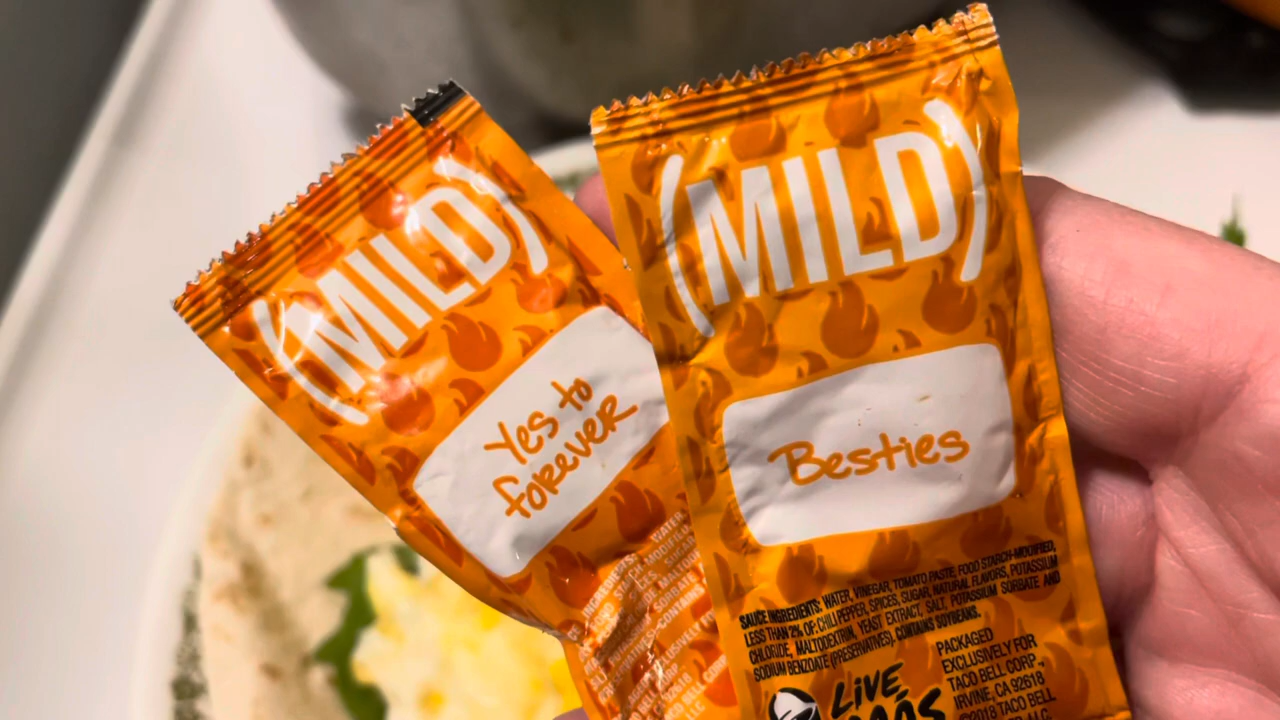 (MILD)
Yes to
forever
(MILD)
Besties
SAUCE INGREDIENTS: WATER, VINEGAR, TOMATO PASTE, FOOD STARCH-MODIFIED,
LESS THAN 2% OF: CHILI PEPPER, SPICES, SUGAR, NATURAL FLAVORS, POTASSIUM
CHLORIDE, MALTODEXTRIN, YEAST EXTRACT, SALT, POTASSIUM SORBATE AND
SODIUM BENZOATE (PRESERVATIVES). CONTAINS SOYBEANS.
LIVE
PACKAGED
EXCLUSIVELY FOR
TACO BELL CORP.,
IRVINE, CA 92618
©2018 TACO BELL